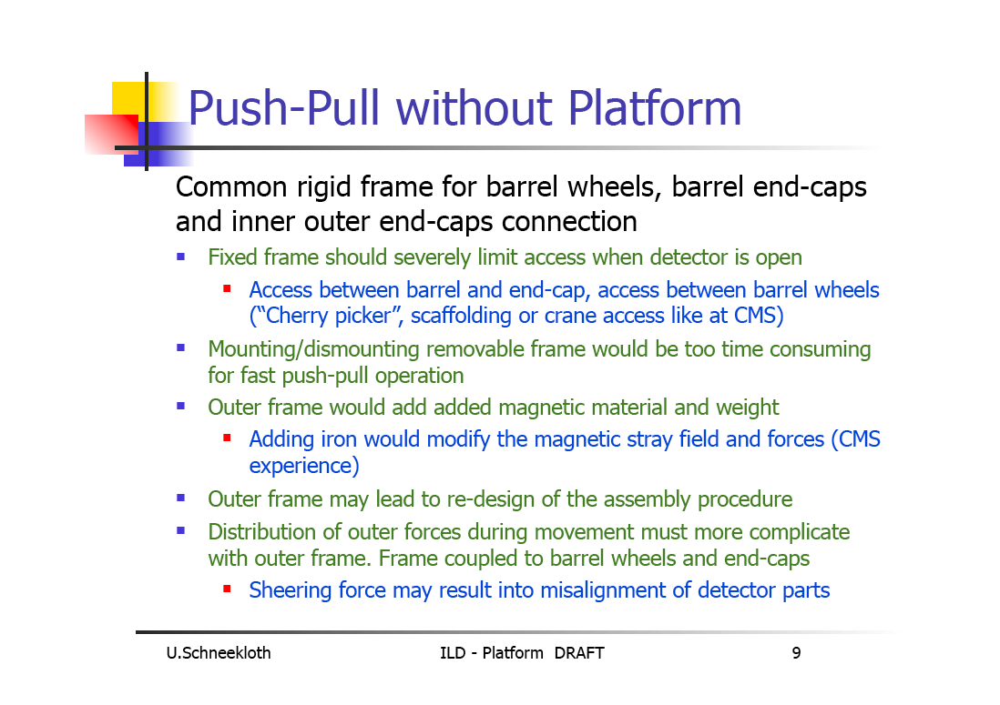 Push-Pull without Platform
Common rigid frame for barrel wheels, barrel end-caps
and inner outer end-caps connection
Fixed frame should severely limit access when detector is open
Access between barrel and end-cap, access between barrel wheels
(“Cherry picker”, scaffolding or crane access like at CMS)
Mounting/dismounting removable frame would be too time consuming
for fast push-pull operation
Outer frame would add added magnetic material and weight
Adding iron would modify the magnetic stray field and forces (CMS
experience)
Outer frame may lead to re-design of the assembly procedure
Distribution of outer forces during movement must more complicate
with outer frame. Frame coupled to barrel wheels and end-caps
Sheering force may result into misalignment of detector parts
U.Schneekloth ILD - Platform DRAFT 9